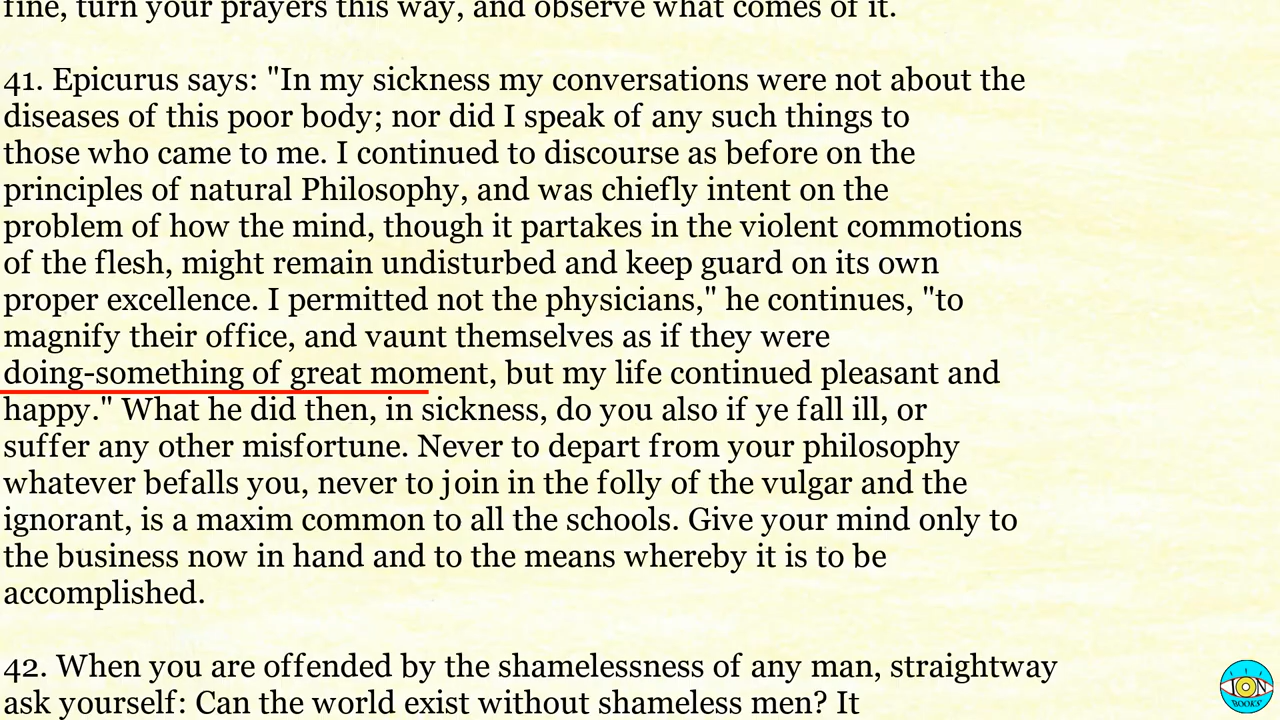 fine, turn your prayers this way, and observe what comes of it.
41. Epicurus says: "In my sickness my conversations were not about the
diseases of this poor body; nor did I speak of any such things to
those who came to me. I continued to discourse as before on the
principles of natural Philosophy, and was chiefly intent on the
problem of how the mind, though it partakes in the violent commotions
of the flesh, might remain undisturbed and keep guard on its own
proper excellence. I permitted not the physicians," he continues, "to
magnify their office, and vaunt themselves as if they were
doing-something of great moment, but my life continued pleasant and
happy." What he did then, in sickness, do you also if ye fall ill, or
suffer any other misfortune. Never to depart from your philosophy
whatever befalls you, never to join in the folly of the vulgar and the
ignorant, is a maxim common to all the schools. Give your mind only to
the business now in hand and to the means whereby it is to be
accomplished.
42. When you are offended by the shamelessness of any man, straightway
ask yourself: Can the world exist without shameless men? It
ION
BOOKS